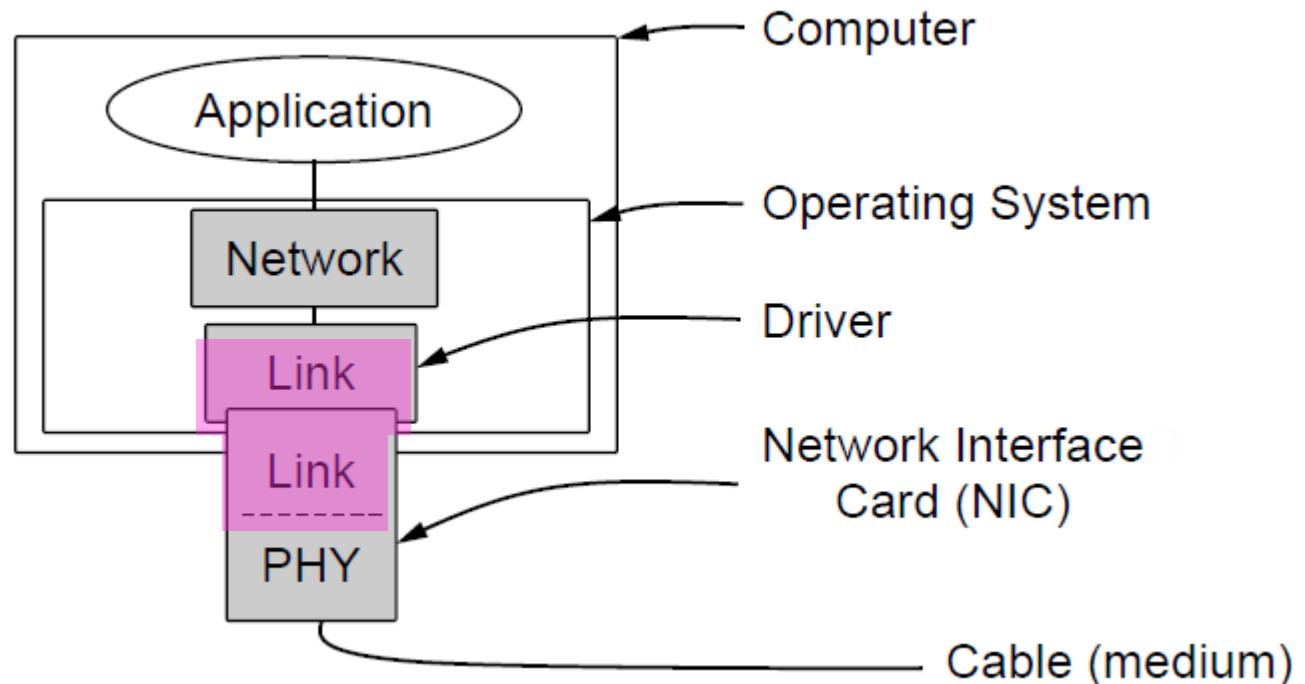 Computer
Application
Operating System
Network
Driver
Link
Network Interface
Card (NIC)
Link
PHY
Cable (medium)